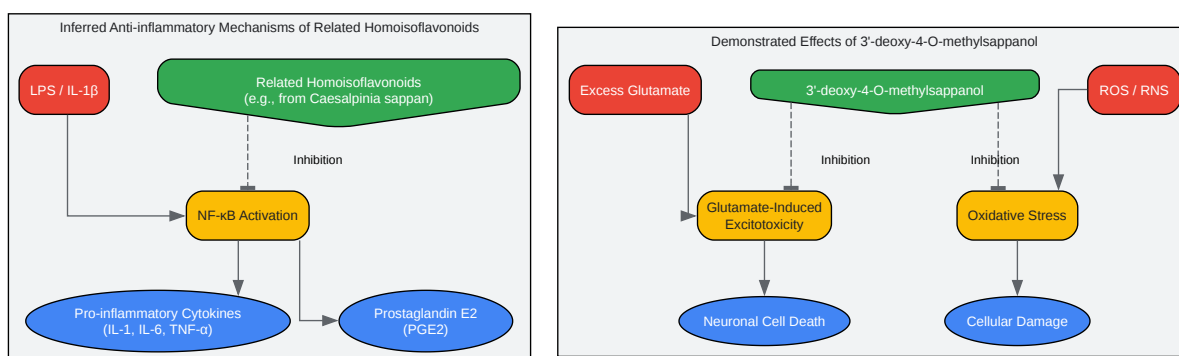 Inferred Anti-inflammatory Mechanisms of Related Homoisoflavonoids
LPS / IL-1β
Related Homoisoflavonoids
(e.g., from Caesalpinia sappan)
Inhibition
NF-κB Activation
Pro-inflammatory Cytokines
(IL-1, IL-6, TNF-α)
Prostaglandin E2
(PGE2)
Demonstrated Effects of 3'-deoxy-4-O-methylsappanol
Excess Glutamate
3'-deoxy-4-O-methylsappanol
ROS / RNS
Inhibition
Inhibition
Glutamate-Induced
Excitotoxicity
Oxidative Stress
Neuronal Cell Death
Cellular Damage